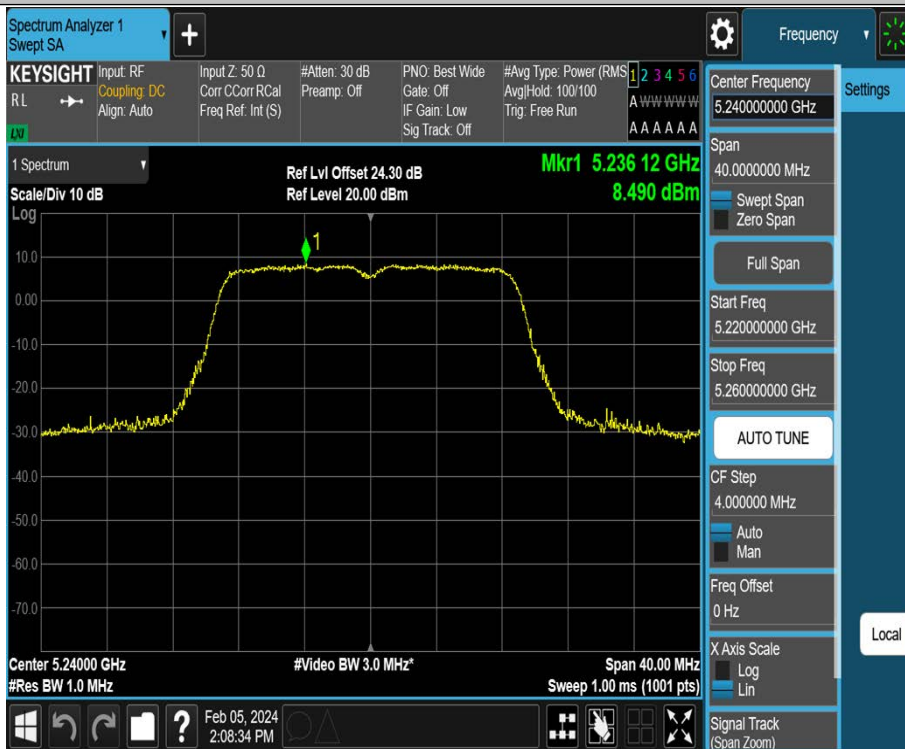 Spectrum Analyzer 1
Swept SA
Frequency
KEYSIGHT
R L
LXI
Input: RF
Coupling: DC
Align: Auto
Input Z: 50 Ω
Corr CCorr RCal
Freq Ref: Int (S)
#Atten: 30 dB
Preamp: Off
PNO: Best Wide
Gate: Off
IF Gain: Low
Sig Track: Off
#Avg Type: Power (RMS
Avg|Hold: 100/100
Trig: Free Run
1 2 3 4 5 6
A W W W W W
A A A A A A
1 Spectrum
Scale/Div 10 dB
Log
Ref Lvl Offset 24.30 dB
Ref Level 20.00 dBm
Mkr1 5.236 12 GHz
8.490 dBm
1
10.0
0.00
-10.0
-20.0
-30.0
-40.0
-50.0
-60.0
-70.0
Center 5.24000 GHz
#Res BW 1.0 MHz
#Video BW 3.0 MHz*
Span 40.00 MHz
Sweep 1.00 ms (1001 pts)
?
Feb 05, 2024
2:08:34 PM
Center Frequency
5.240000000 GHz
Span
40.0000000 MHz
Swept Span
Zero Span
Full Span
Start Freq
5.220000000 GHz
Stop Freq
5.260000000 GHz
AUTO TUNE
CF Step
4.000000 MHz
Auto
Man
Freq Offset
0 Hz
X Axis Scale
Log
Lin
Signal Track
(Span Zoom)
Settings
Local